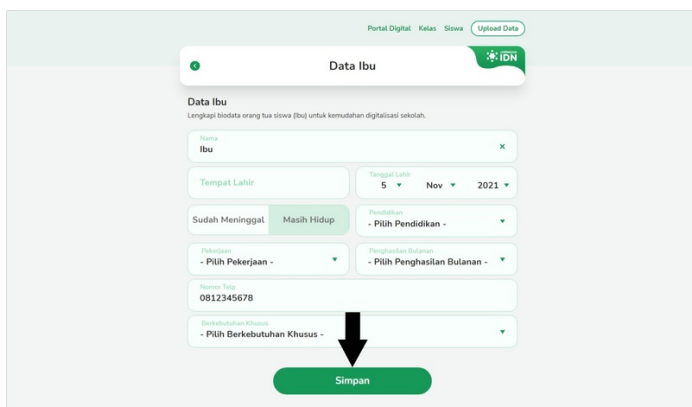 Portal Digital Kelas Siswa Upload Data
Data Ibu
IDN
Data Ibu
Lengkapi biodata orang tua siswa (Ibu) untuk kemudahan digitalisasi sekolah.
Nama
Ibu
Tempat Lahir
Tanggal Lahir
5 Nov 2021
Sudah Meninggal Masih Hidup
Pendidikan
- Pilih Pendidikan -
Pekerjaan
- Pilih Pekerjaan -
Penghasilan Bulanan
- Pilih Penghasilan Bulanan -
Nomor Telp
0812345678
Berkebutuhan Khusus
- Pilih Berkebutuhan Khusus -
Simpan